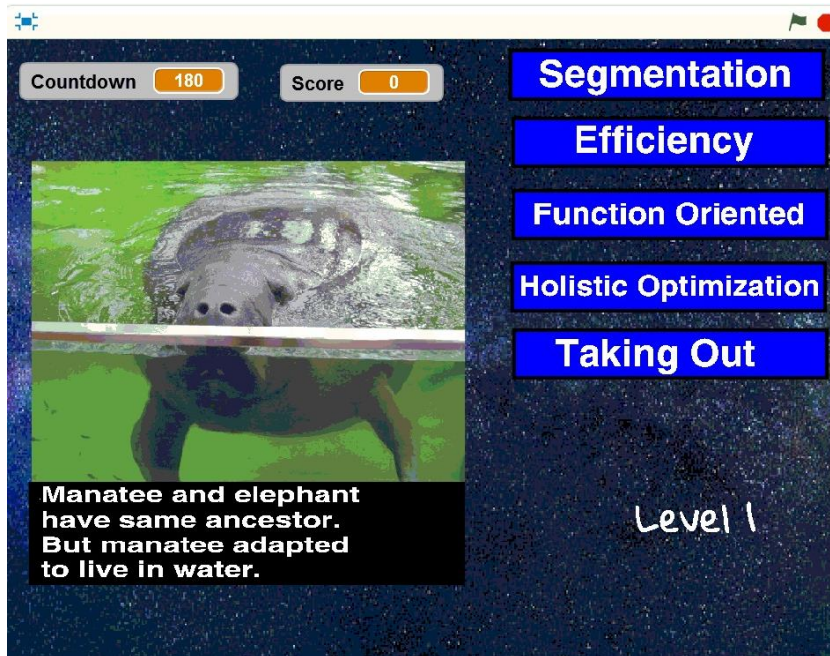 Countdown 180
Score 0
Segmentation
Efficiency
Function Oriented
Holistic Optimization
Taking Out
Manatee and elephant
have same ancestor.
But manatee adapted
to live in water.
Level 1